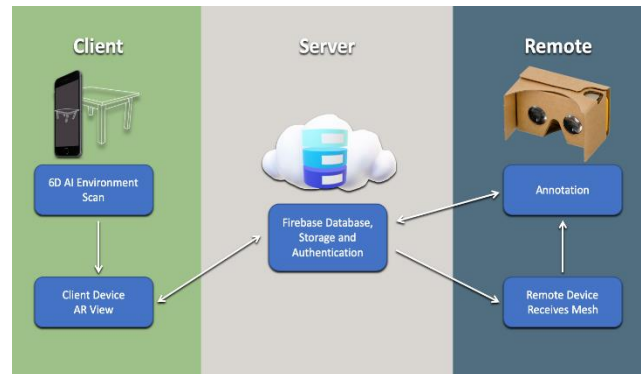 Client
Server
Remote
6D AI Environment
Scan
Firebase Database,
Storage and
Authentication
Annotation
Client Device
AR View
Remote Device
Receives Mesh